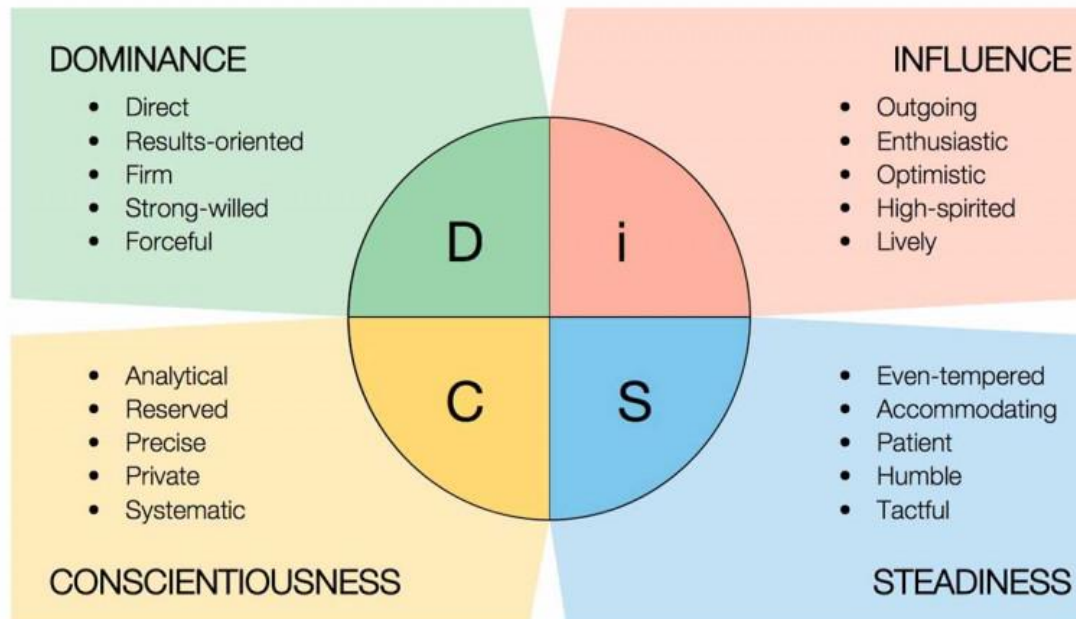 DOMINANCE
• Direct
• Results-oriented
• Firm
• Strong-willed
• Forceful
INFLUENCE
• Outgoing
• Enthusiastic
• Optimistic
• High-spirited
• Lively
D
i
C
S
• Analytical
• Reserved
• Precise
• Private
• Systematic
CONSCIENTIOUSNESS
• Even-tempered
• Accommodating
• Patient
• Humble
• Tactful
STEADINESS